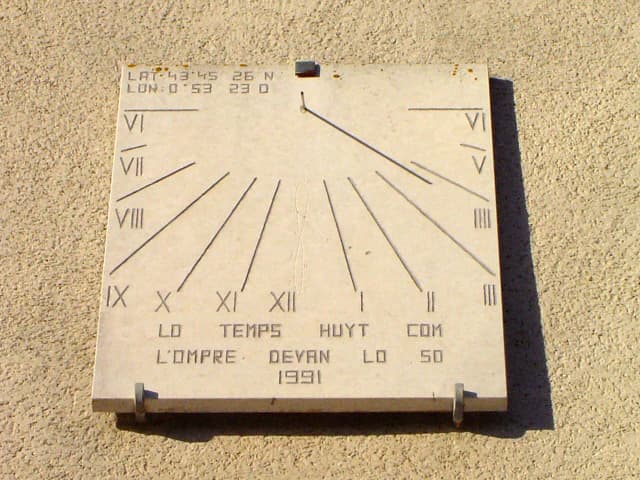 LAT:43°45 26 N
LON:0°53 23 O
VI VI
VII V
VIII IIII
IX X XI XII I II III
LO TEMPS HUYT COM
L'OMPRE DEVAN LO SO
1991